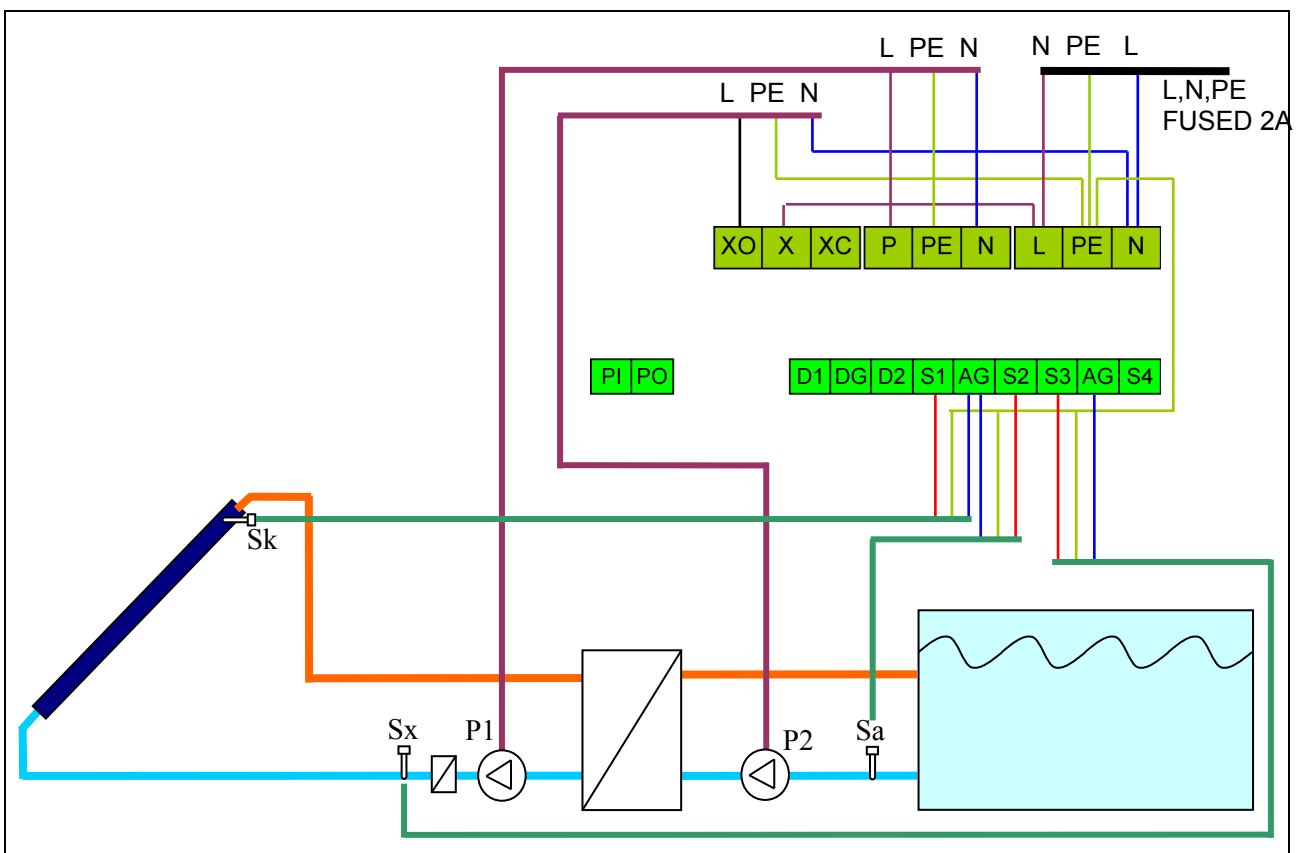 L PE N
N PE L
L PE N
L,N,PE
FUSED 2A
XO X XC P PE N L PE N
PI PO
D1 DG D2 S1 AG S2 S3 AG S4
Sk
Sx
P1
P2
Sa